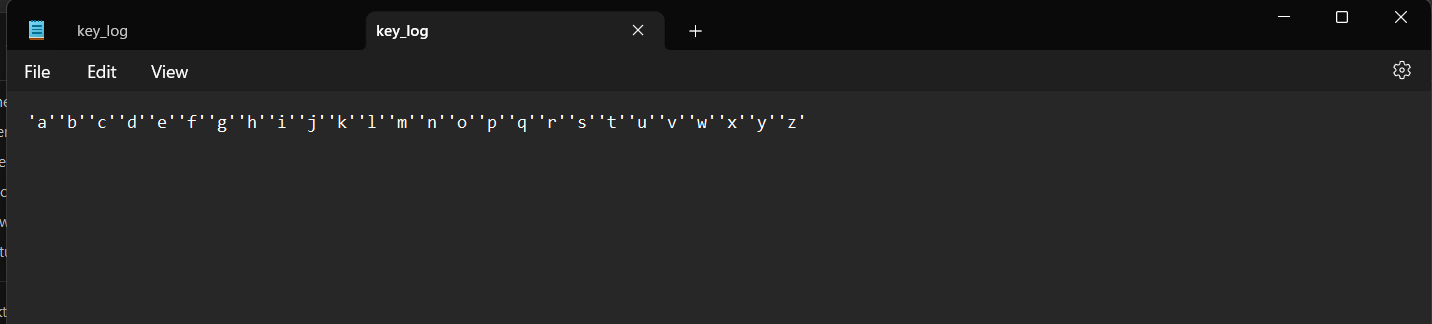 key_log
key_log
File Edit View
'a''b''c''d''e''f''g''h''i''j''k''l''m''n''o''p''q''r''s''t''u''v''w''x''y''z'